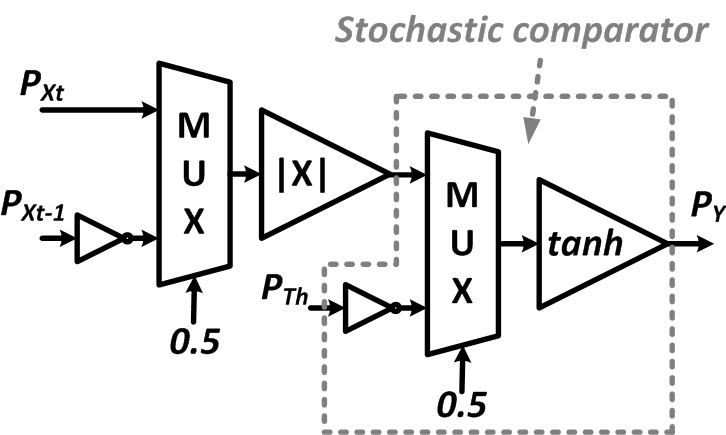 Stochastic comparator
P_Xt
M
U
X
|X|
P_Xt-1
0.5
M
U
X
tanh
P_Y
P_Th
0.5